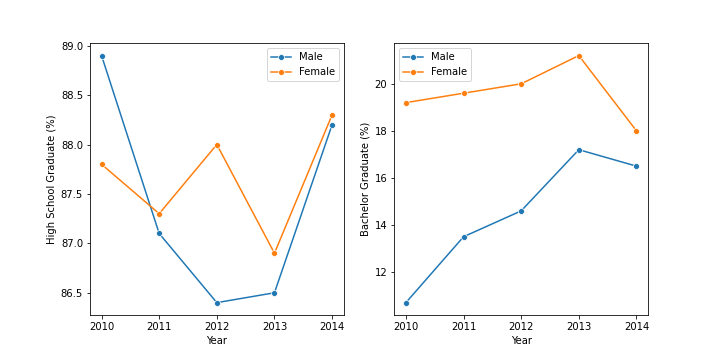 High School Graduate (%)
89.0
88.5
88.0
87.5
87.0
86.5
Male
Female
2010 2011 2012 2013 2014
Year
Bachelor Graduate (%)
20
18
16
14
12
Male
Female
2010 2011 2012 2013 2014
Year